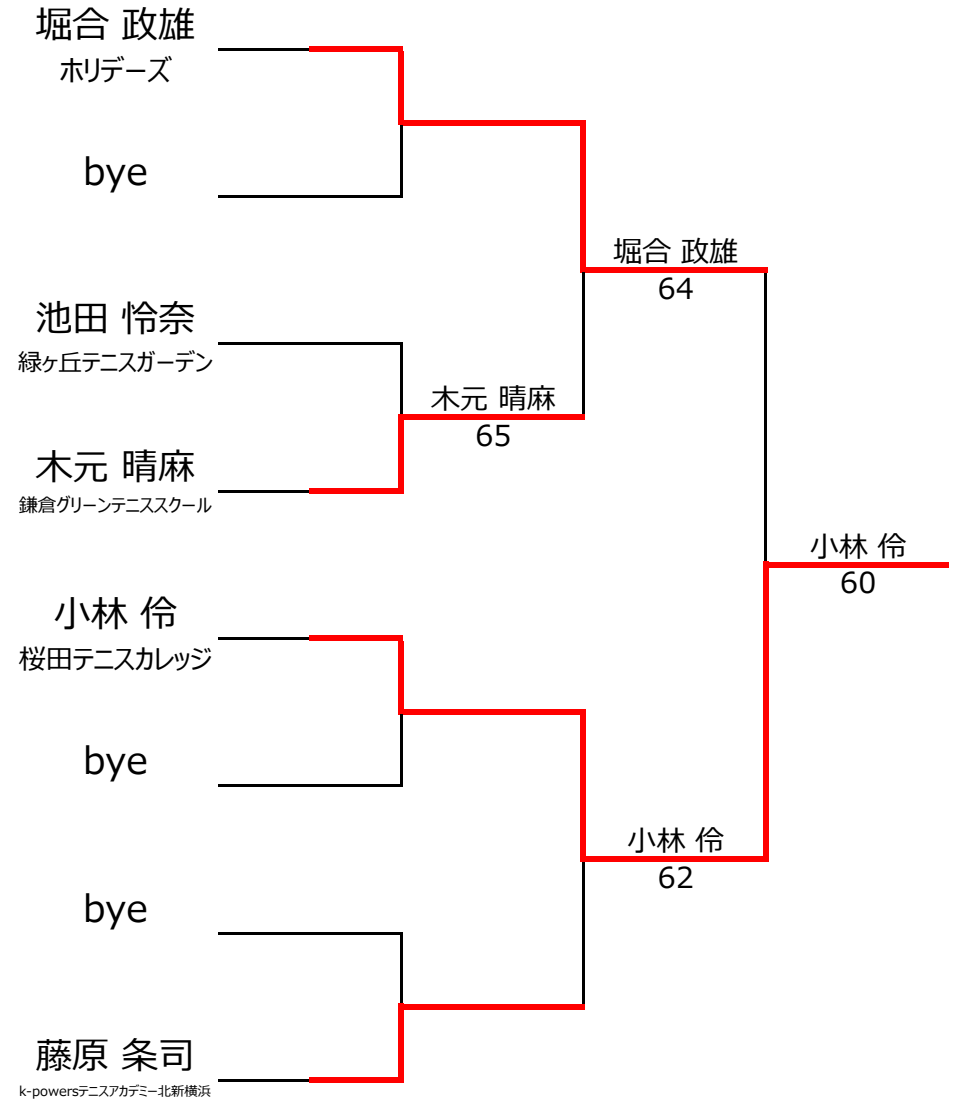 堀合 政雄
ホリデーズ
bye
池田 怜奈
緑ヶ丘テニスガーデン
木元 晴麻
鎌倉グリーンテニススクール
小林 伶
桜田テニスカレッジ
bye
bye
藤原 条司
k-powersテニスアカデミー北新横浜
木元 晴麻
65
堀合 政雄
64
小林 伶
62
小林 伶
60